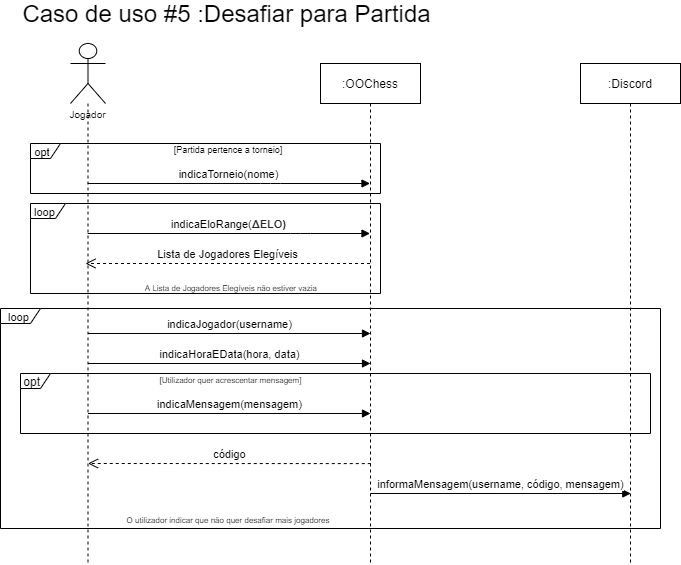 Caso de uso #5 :Desafiar para Partida
:OOChess
:Discord
Jogador
opt
[Partida pertence a torneio]
indicaTorneio(nome)
loop
indicaEloRange(ΔELO)
Lista de Jogadores Elegíveis
A Lista de Jogadores Elegíveis não estiver vazia
loop
indicaJogador(username)
indicaHoraEData(hora, data)
opt
[Utilizador quer acrescentar mensagem]
indicaMensagem(mensagem)
código
informaMensagem(username, código, mensagem)
O utilizador indicar que não quer desafiar mais jogadores